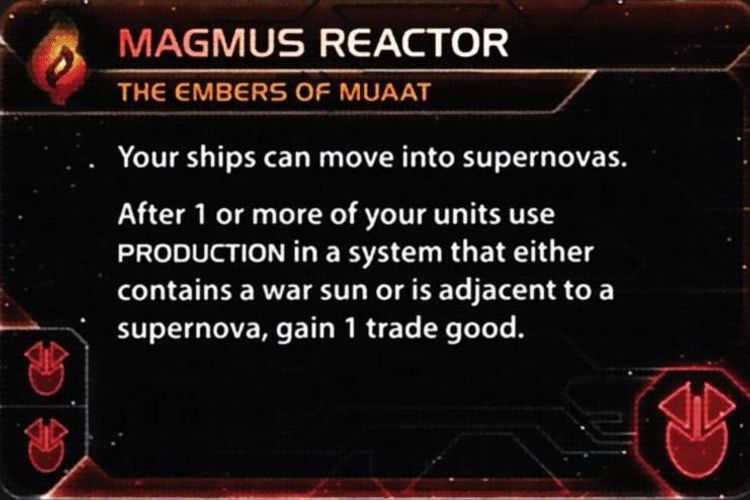 MAGMUS REACTOR
THE EMBERS OF MUAAT
Your ships can move into supernovas.
After 1 or more of your units use
PRODUCTION in a system that either
contains a war sun or is adjacent to a
supernova, gain 1 trade good.